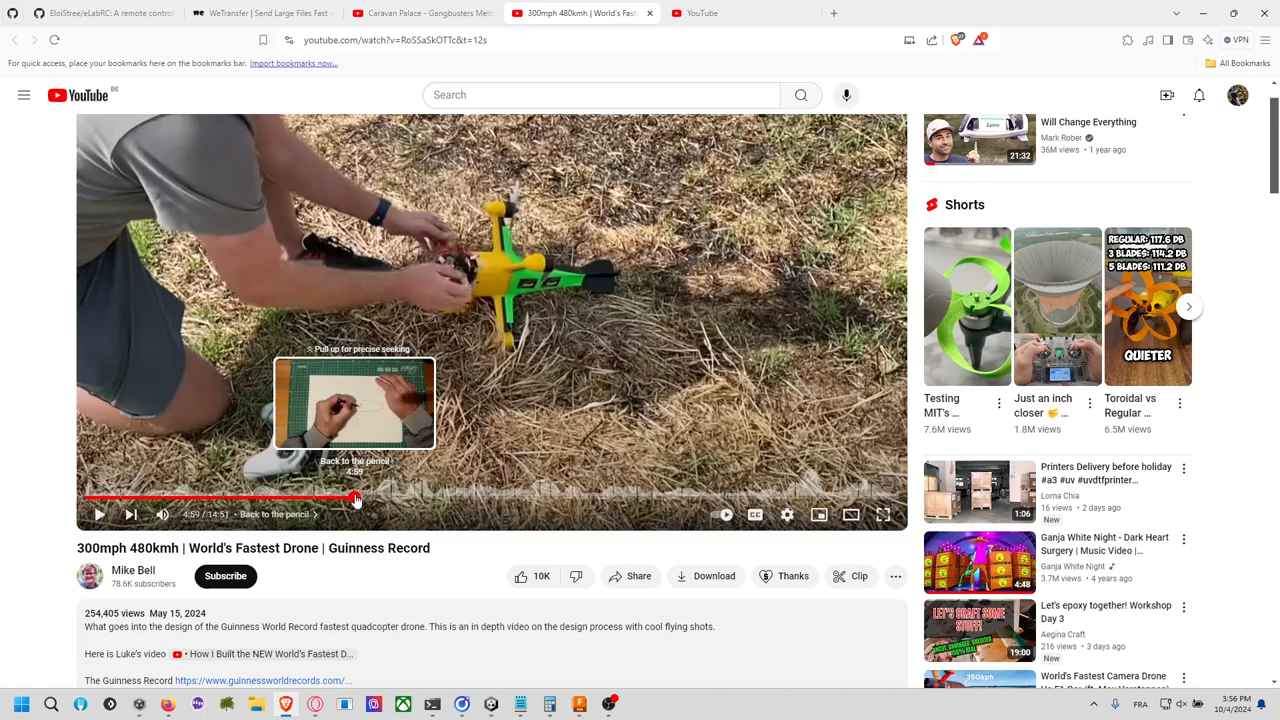 EloiStree/eLabRC: A remote control
WeTransfer | Send Large Files Fast -
Caravan Palace - Gangbusters Melo
300mph 480kmh | World's Fast
YouTube
youtube.com/watch?v=RoSSaSkOTTc&t=12s
VPN
For quick access, place your bookmarks here on the bookmarks bar. Import bookmarks now...
All Bookmarks
YouTube BE
Search
Will Change Everything
Mark Rober
36M views • 1 year ago
21:32
Shorts
REGULAR: 117.6 DB
3 BLADES: 114.2 DB
5 BLADES: 111.2 DB
QUIETER
Testing
MIT's ...
7.6M views
Just an inch
closer ✊ ...
1.8M views
Toroidal vs
Regular ...
6.5M views
Pull up for precise seeking
Back to the pencil
4:59
4:59 / 14:51 • Back to the pencil
CC
300mph 480kmh | World's Fastest Drone | Guinness Record
Mike Bell
78.6K subscribers
Subscribe
10K
Share
Download
Thanks
Clip
254,405 views May 15, 2024
What goes into the design of the Guinness World Record fastest quadcopter drone. This is an in depth video on the design process with cool flying shots.
Here is Luke's video • How I Built the NEW World's Fastest D...
The Guinness Record https://www.guinnessworldrecords.com/...
Printers Delivery before holiday
#a3 #uv #uvdtfprinter...
Lorna Chia
16 views • 2 days ago
New
1:06
Ganja White Night - Dark Heart
Surgery | Music Video |...
Ganja White Night
3.7M views • 4 years ago
4:48
LET'S CRAFT SOME
STUFF!
Let's epoxy together! Workshop
Day 3
Aegina Craft
216 views • 3 days ago
New
19:00
350kph
World's Fastest Camera Drone
FRA
3:56 PM
10/4/2024